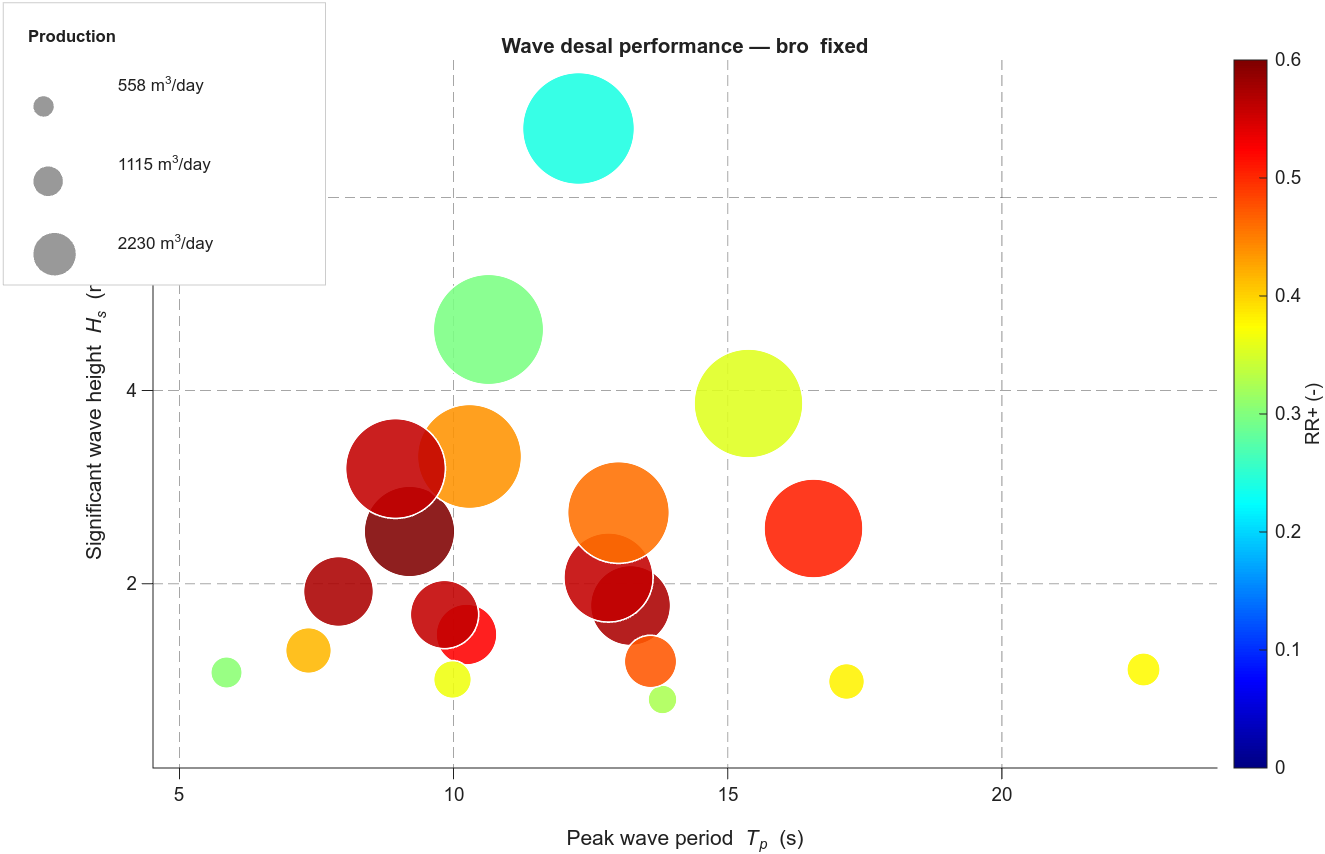 Production
558 m³/day
1115 m³/day
2230 m³/day
Wave desal performance — bro fixed
Significant wave height Hₛ
4
2
5
10
15
20
Peak wave period Tₚ (s)
0.6
0.5
0.4
0.3
0.2
0.1
0
RR+ (-)